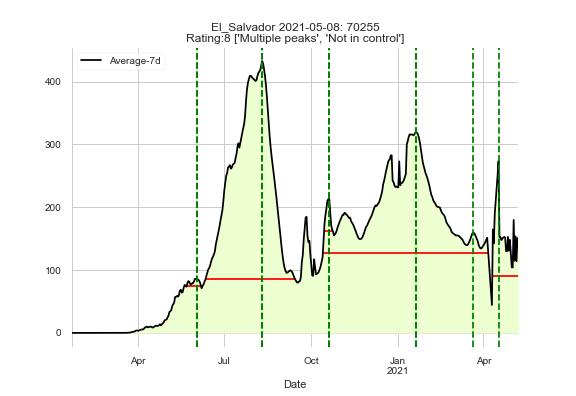 El_Salvador 2021-05-08: 70255
Rating:8 ['Multiple peaks', 'Not in control']
Average-7d
400
300
200
100
0
Apr Jul Oct Jan Apr
2021
Date